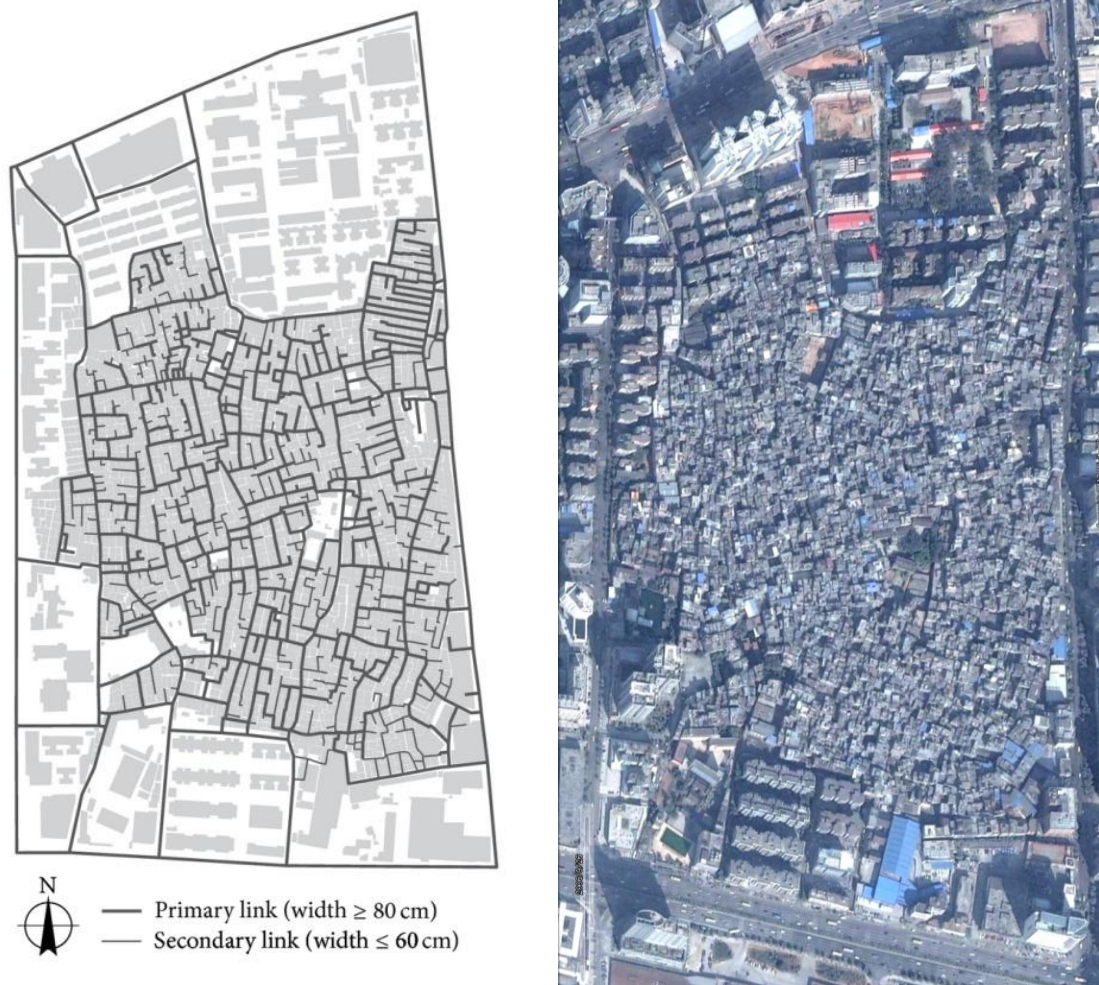 N
Primary link (width ≥ 80 cm)
Secondary link (width ≤ 60 cm)